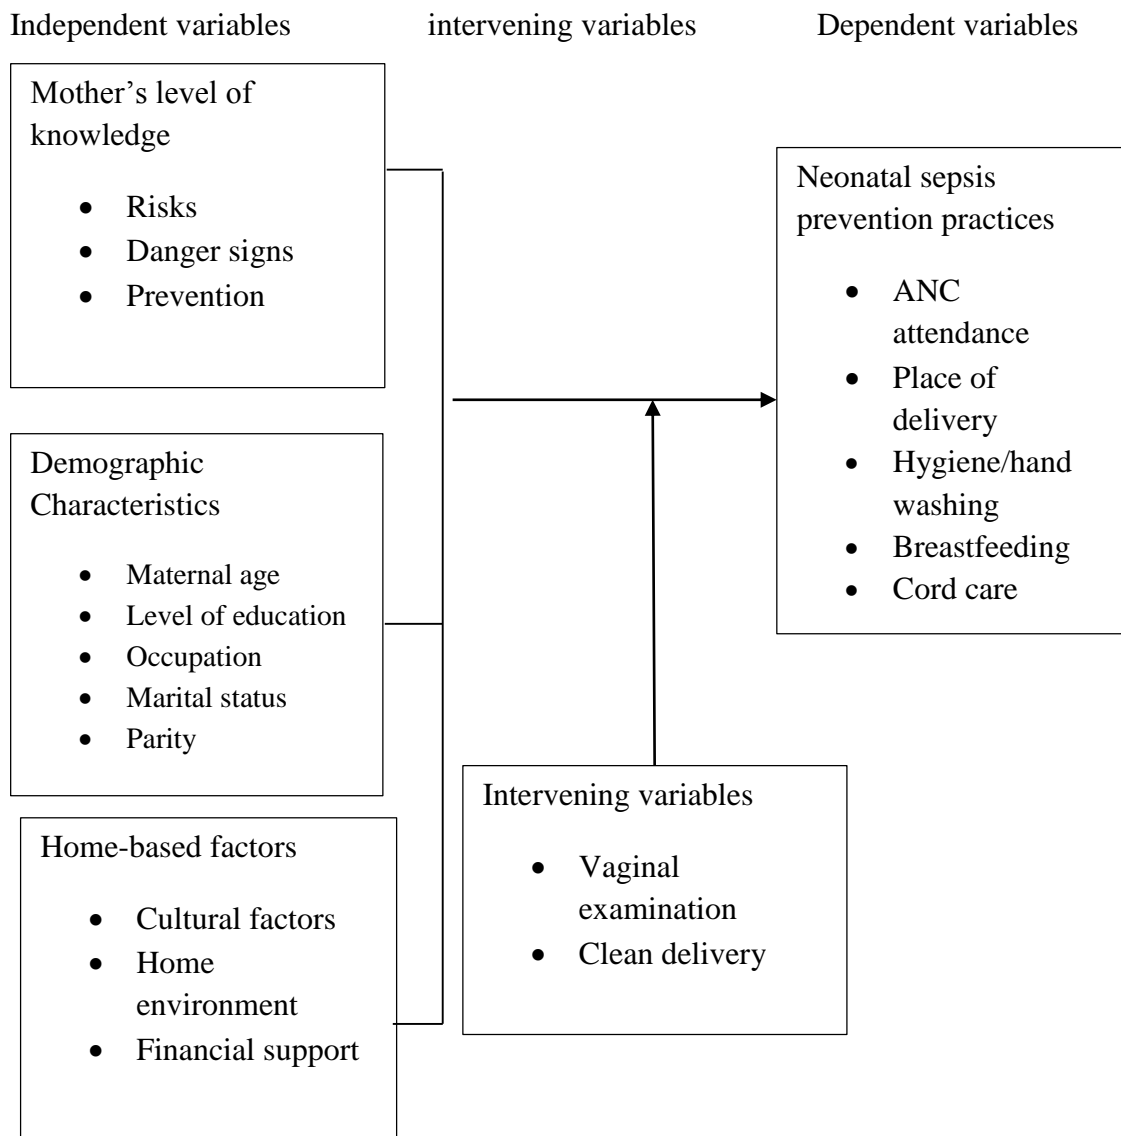 Independent variables intervening variables Dependent variables
Mother’s level of
knowledge
• Risks
• Danger signs
• Prevention
Demographic
Characteristics
• Maternal age
• Level of education
• Occupation
• Marital status
• Parity
Home-based factors
• Cultural factors
• Home
environment
• Financial support
Intervening variables
• Vaginal
examination
• Clean delivery
Neonatal sepsis
prevention practices
• ANC
attendance
• Place of
delivery
• Hygiene/hand
washing
• Breastfeeding
• Cord care